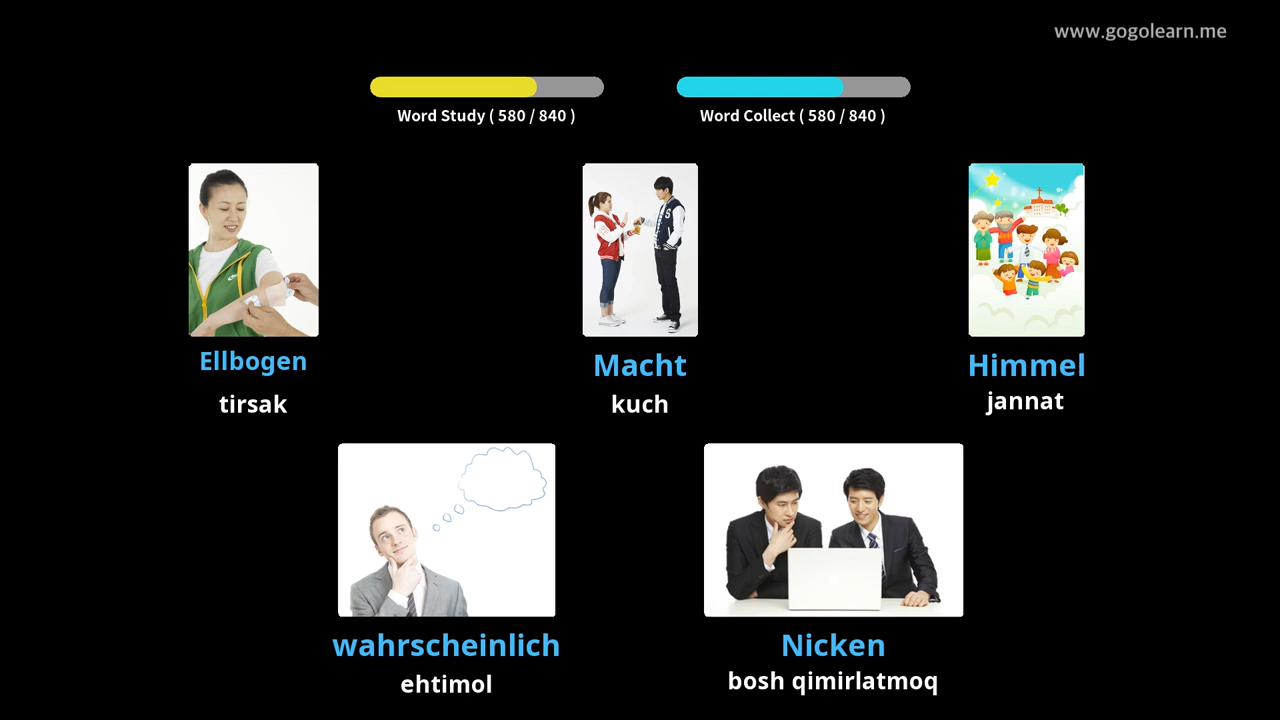 www.gogolearn.me
Word Study ( 580 / 840 )
Word Collect ( 580 / 840 )
Ellbogen
tirsak
Macht
kuch
Himmel
jannat
wahrscheinlich
ehtimol
Nicken
bosh qimirlatmoq